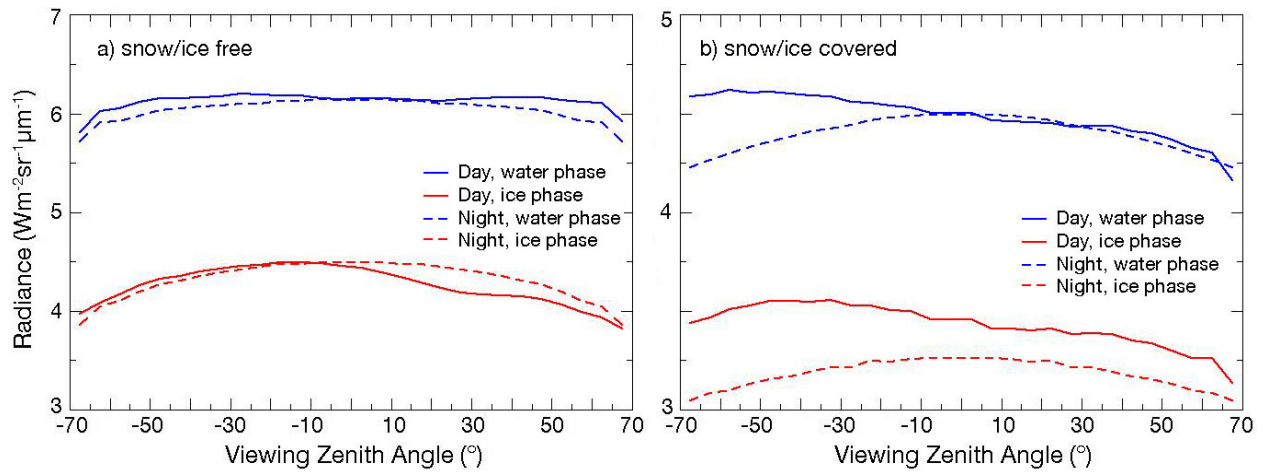 a) snow/ice free
7
6
5
4
3
Radiance (Wm⁻²sr⁻¹μm⁻¹)
Day, water phase
Day, ice phase
Night, water phase
Night, ice phase
-70 -50 -30 -10 10 30 50 70
Viewing Zenith Angle (°)
b) snow/ice covered
5
4
3
Day, water phase
Day, ice phase
Night, water phase
Night, ice phase
-70 -50 -30 -10 10 30 50 70
Viewing Zenith Angle (°)